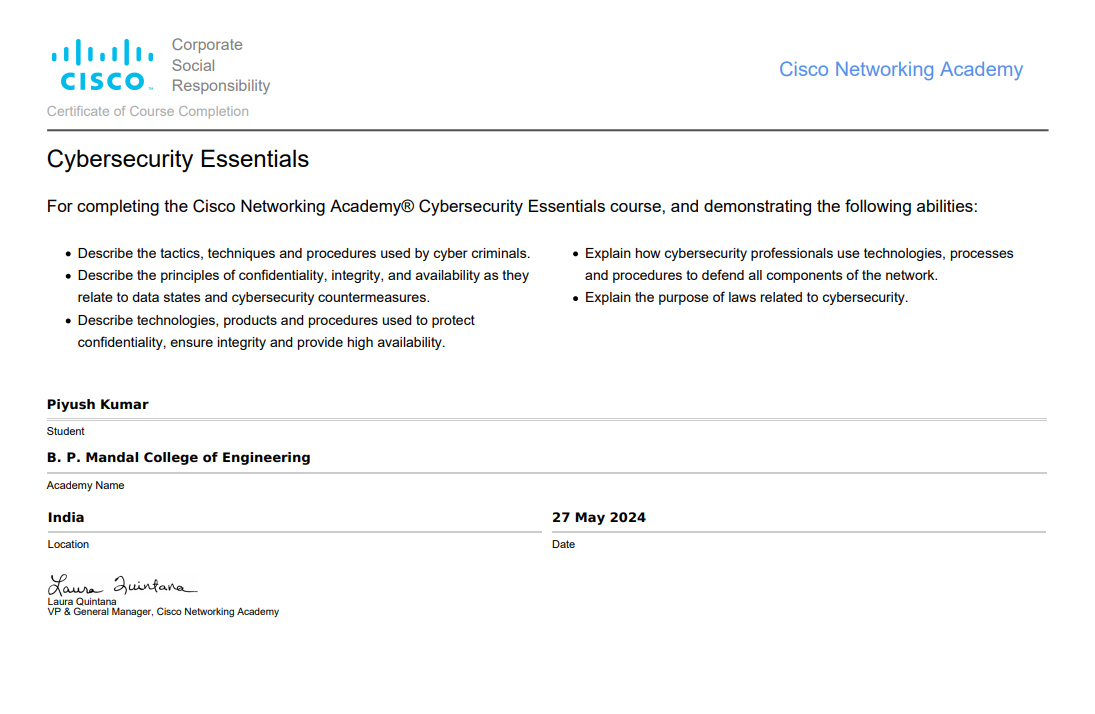 Corporate
Social
Responsibility
CISCO
Cisco Networking Academy
Certificate of Course Completion
Cybersecurity Essentials
For completing the Cisco Networking Academy® Cybersecurity Essentials course, and demonstrating the following abilities:
• Describe the tactics, techniques and procedures used by cyber criminals.
• Describe the principles of confidentiality, integrity, and availability as they
relate to data states and cybersecurity countermeasures.
• Describe technologies, products and procedures used to protect
confidentiality, ensure integrity and provide high availability.
• Explain how cybersecurity professionals use technologies, processes
and procedures to defend all components of the network.
• Explain the purpose of laws related to cybersecurity.
Piyush Kumar
Student
B. P. Mandal College of Engineering
Academy Name
India
Location
27 May 2024
Date
Laura Quintana
Laura Quintana
VP & General Manager, Cisco Networking Academy